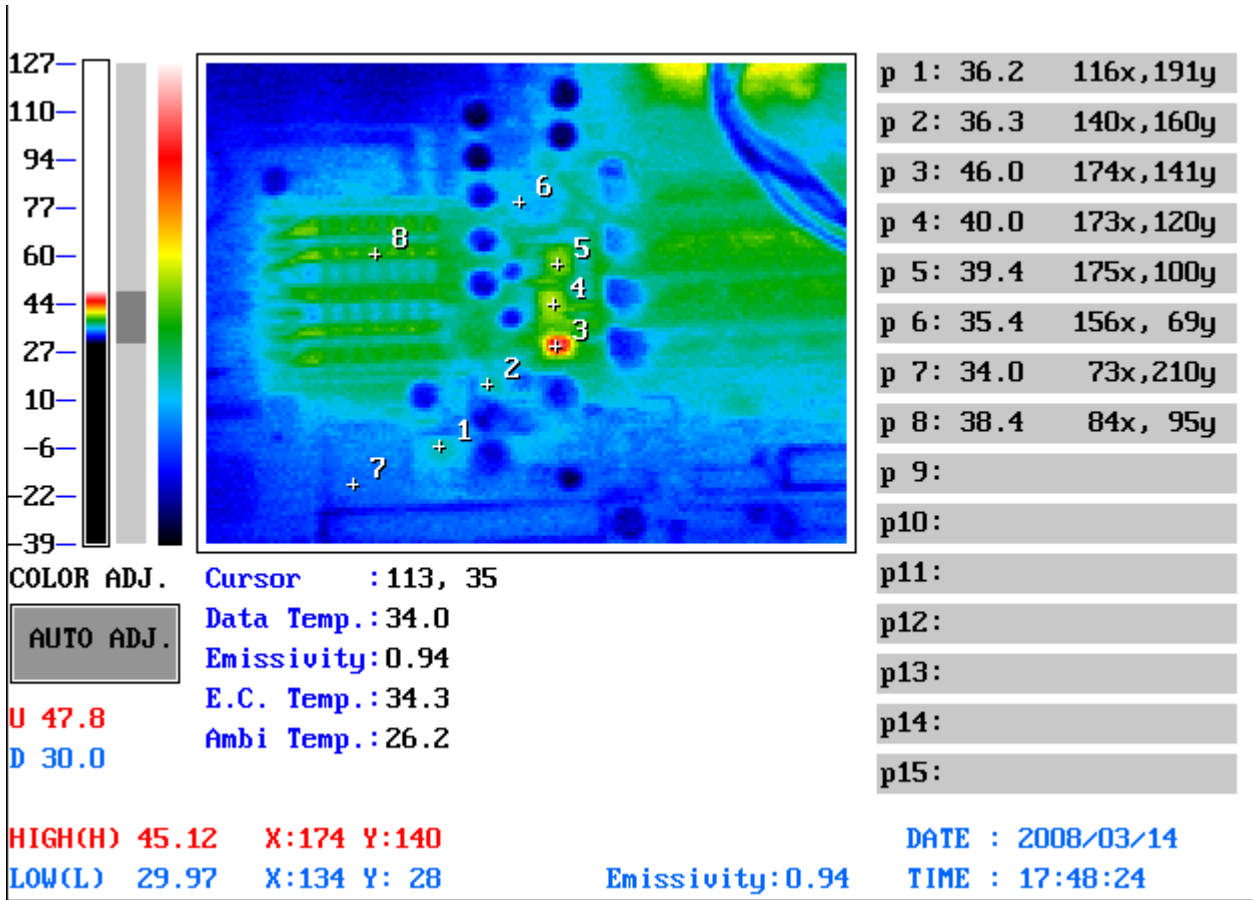 127
110
94
77
60
44
27
10
-6
-22
-39
6
8
5
4
3
2
1
7
p 1: 36.2 116x,191y
p 2: 36.3 140x,160y
p 3: 46.0 174x,141y
p 4: 40.0 173x,120y
p 5: 39.4 175x,100y
p 6: 35.4 156x, 69y
p 7: 34.0 73x,210y
p 8: 38.4 84x, 95y
p 9:
p10:
p11:
p12:
p13:
p14:
p15:
COLOR ADJ.
AUTO ADJ.
U 47.8
D 30.0
Cursor :113, 35
Data Temp.:34.0
Emissivity:0.94
E.C. Temp.:34.3
Ambi Temp.:26.2
HIGH(H) 45.12 X:174 Y:140
LOW(L) 29.97 X:134 Y: 28
Emissivity:0.94
DATE : 2008/03/14
TIME : 17:48:24